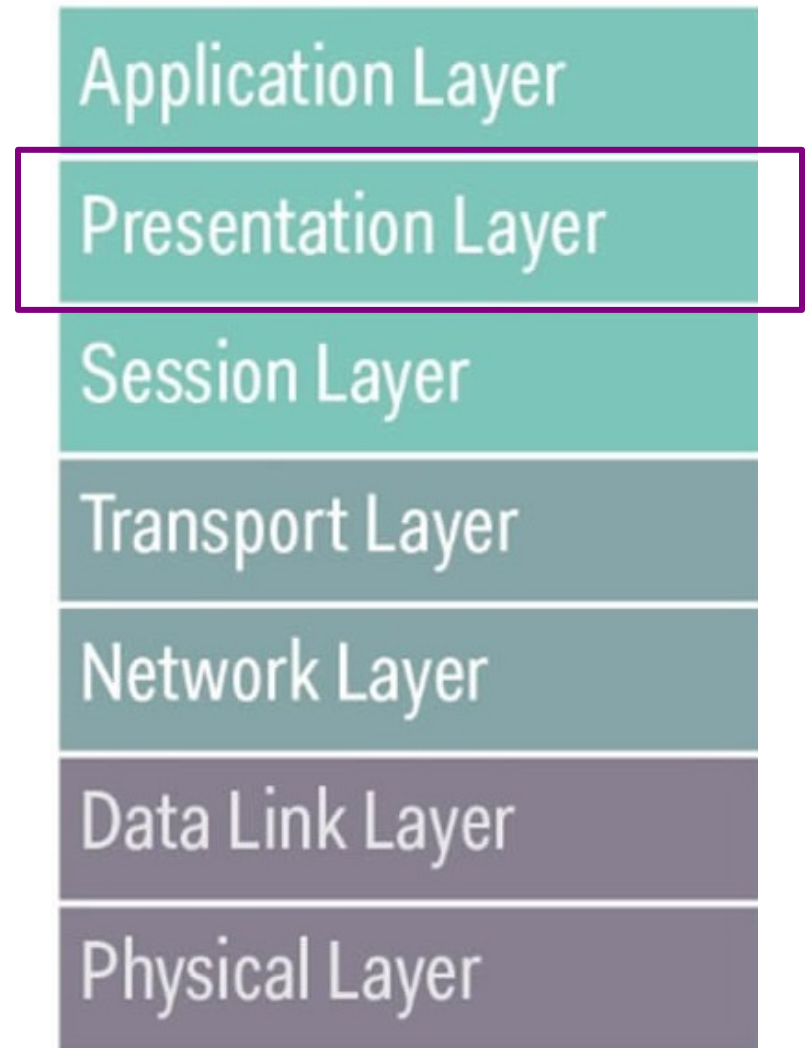 Application Layer
Presentation Layer
Session Layer
Transport Layer
Network Layer
Data Link Layer
Physical Layer